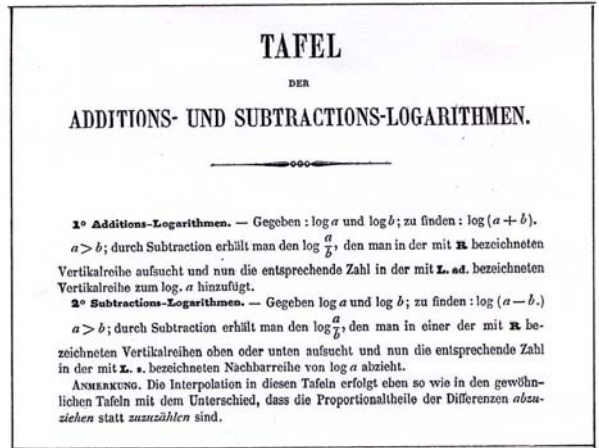 TAFEL
DER
ADDITIONS- UND SUBTRACTIONS-LOGARITHMEN.
1º Additions-Logarithmen. — Gegeben : log a und log b; zu finden : log (a + b).
a > b; durch Subtraction erhält man den log a/b, den man in der mit R bezeichneten
Vertikalreihe aufsucht und nun die entsprechende Zahl in der mit L. ad. bezeichneten
Vertikalreihe zum log. a hinzufügt.
2º Subtractions-Logarithmen. — Gegeben log a und log b; zu finden : log (a — b.)
a > b; durch Subtraction erhält man den log a/b, den man in einer der mit R be-
zeichneten Vertikalreihen oben oder unten aufsucht und nun die entsprechende Zahl
in der mit L. s. bezeichneten Nachbarreihe von log a abzieht.
ANMERKUNG. Die Interpolation in diesen Tafeln erfolgt eben so wie in den gewöhn-
lichen Tafeln mit dem Unterschied, dass die Proportionaltheile der Differenzen abzu-
ziehen statt zuzuzählen sind.